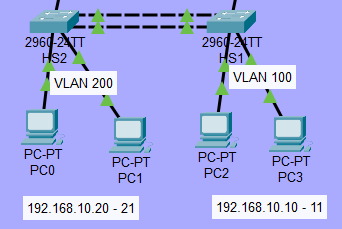 2960-24TT
HS2
2960-24TT
HS1
VLAN 200
VLAN 100
PC-PT
PC0
PC-PT
PC1
PC-PT
PC2
PC-PT
PC3
192.168.10.20 - 21
192.168.10.10 - 11